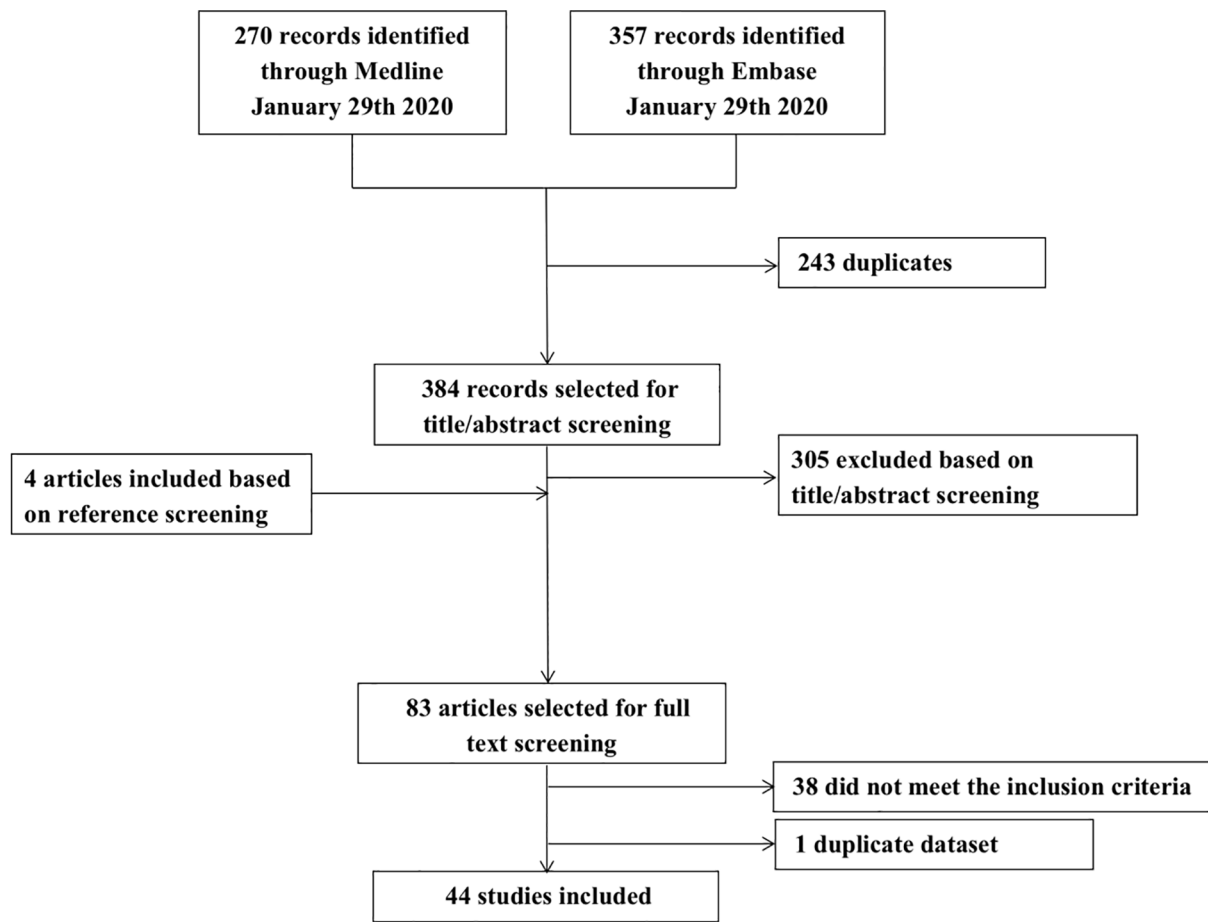 270 records identified
through Medline
January 29th 2020
357 records identified
through Embase
January 29th 2020
243 duplicates
384 records selected for
title/abstract screening
305 excluded based on
title/abstract screening
4 articles included based
on reference screening
83 articles selected for full
text screening
38 did not meet the inclusion criteria
1 duplicate dataset
44 studies included